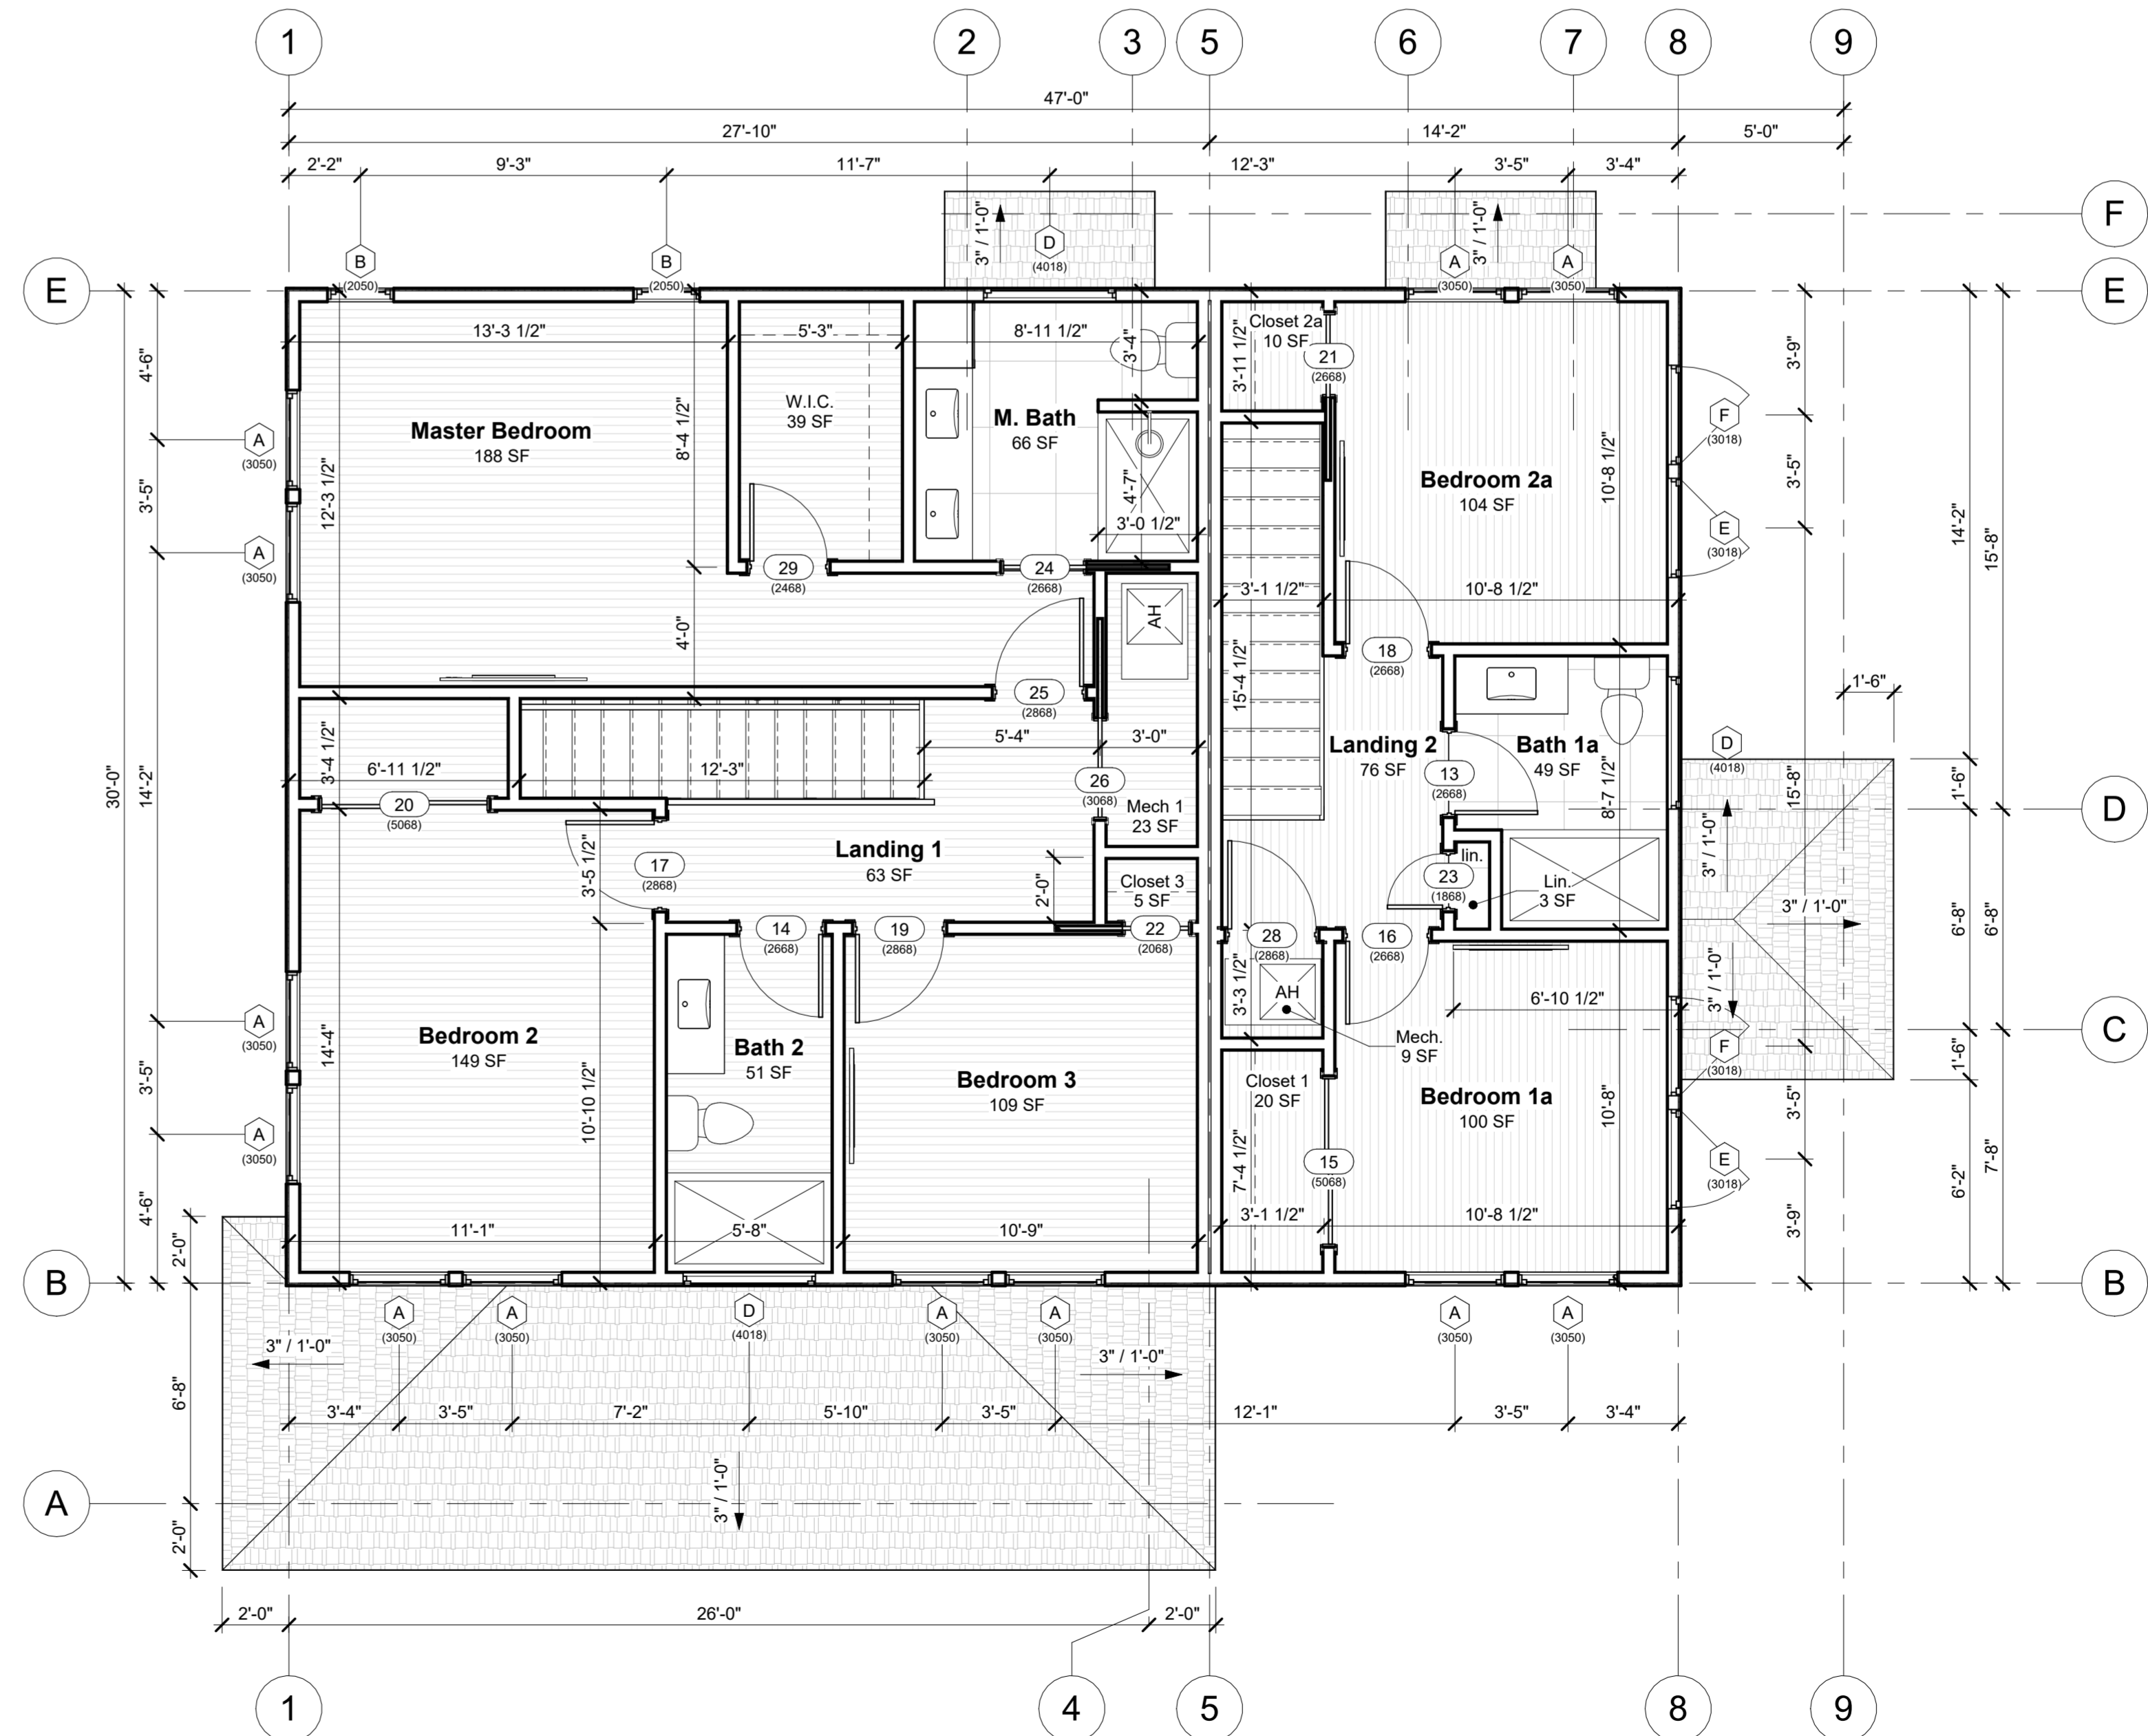 1
2
3
5
6
7
8
9
47'-0"
27'-10"
14'-2"
5'-0"
2'-2"
9'-3"
11'-7"
12'-3"
3'-5"
3'-4"
F
3" / 1'-0"
3" / 1'-0"
D
(4018)
B
(2050)
B
(2050)
A
(3050)
A
(3050)
E
E
13'-3 1/2"
5'-3"
8'-11 1/2"
3'-4"
3'-11 1/2"
Closet 2a
10 SF
21
(2668)
4'-6"
3'-9"
W.I.C.
39 SF
M. Bath
66 SF
Master Bedroom
188 SF
8'-4 1/2"
12'-3 1/2"
A
(3050)
3'-5"
A
(3050)
4'-7"
3'-0 1/2"
Bedroom 2a
104 SF
10'-8 1/2"
F
(3018)
3'-5"
E
(3018)
14'-2"
15'-8"
29
(2468)
24
(2668)
AH
3'-1 1/2"
10'-8 1/2"
4'-0"
18
(2668)
15'-4 1/2"
25
(2868)
1'-6"
30'-0"
14'-2"
3'-4 1/2"
6'-11 1/2"
12'-3"
5'-4"
3'-0"
26
(3068)
Mech 1
23 SF
Landing 2
76 SF
13
(2668)
Bath 1a
49 SF
8'-7 1/2"
D
(4018)
15'-8"
1'-6"
D
20
(5068)
17
(2868)
3'-5 1/2"
Landing 1
63 SF
2'-0"
Closet 3
5 SF
lin.
23
(1868)
Lin.
3 SF
3" / 1'-0"
3" / 1'-0"
3" / 1'-0"
6'-8"
6'-8"
14
(2668)
19
(2868)
22
(2068)
28
(2868)
16
(2668)
3'-3 1/2"
AH
6'-10 1/2"
Mech.
9 SF
C
A
(3050)
3'-5"
A
(3050)
14'-4"
Bedroom 2
149 SF
10'-10 1/2"
Bath 2
51 SF
Bedroom 3
109 SF
Closet 1
20 SF
Bedroom 1a
100 SF
10'-8"
F
(3018)
3'-5"
E
(3018)
1'-6"
6'-2"
7'-8"
7'-4 1/2"
15
(5068)
4'-6"
3'-9"
2'-0"
11'-1"
5'-8"
10'-9"
3'-1 1/2"
10'-8 1/2"
B
B
A
(3050)
A
(3050)
D
(4018)
A
(3050)
A
(3050)
A
(3050)
A
(3050)
3" / 1'-0"
3" / 1'-0"
6'-8"
3'-4"
3'-5"
7'-2"
5'-10"
3'-5"
12'-1"
3'-5"
3'-4"
3" / 1'-0"
A
2'-0"
2'-0"
26'-0"
2'-0"
1
4
5
8
9